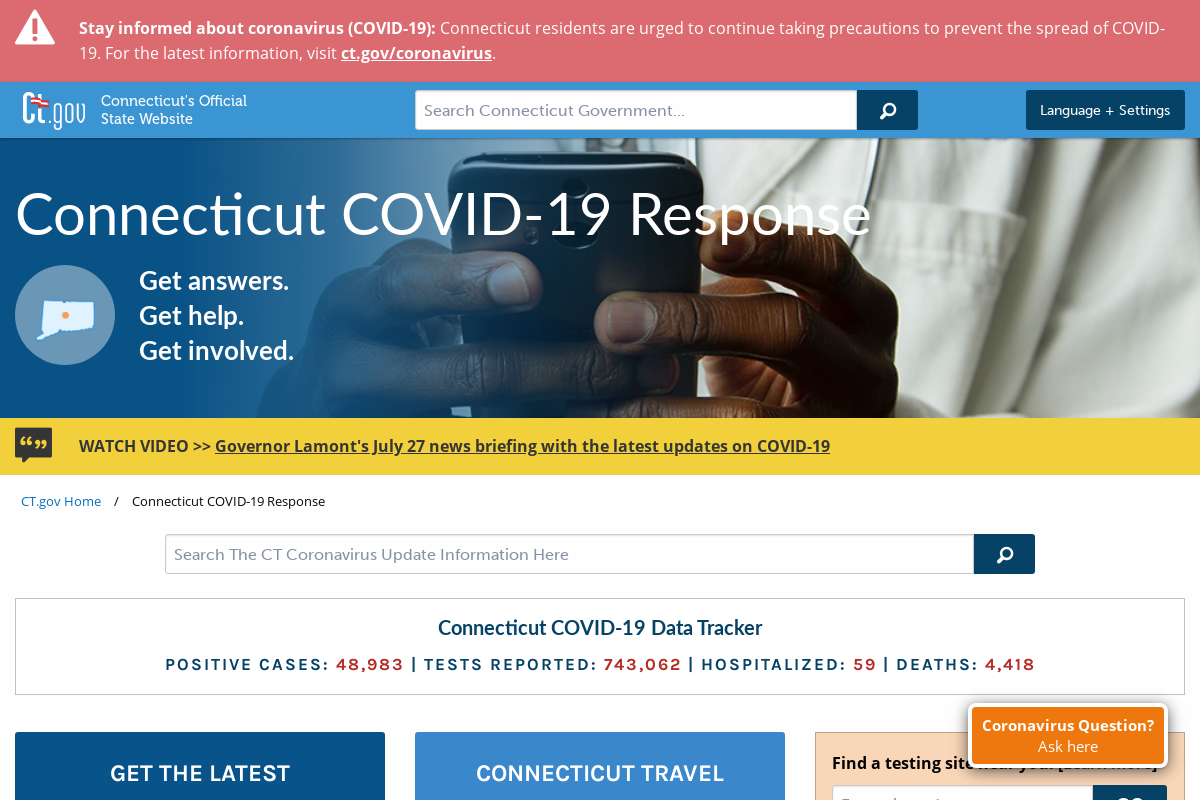 Stay informed about coronavirus (COVID-19): Connecticut residents are urged to continue taking precautions to prevent the spread of COVID-
19. For the latest information, visit ct.gov/coronavirus.
Ct.gov
Connecticut's Official
State Website
Search Connecticut Government...
Language + Settings
Connecticut COVID-19 Response
Get answers.
Get help.
Get involved.
WATCH VIDEO >> Governor Lamont's July 27 news briefing with the latest updates on COVID-19
CT.gov Home / Connecticut COVID-19 Response
Search The CT Coronavirus Update Information Here
Connecticut COVID-19 Data Tracker
POSITIVE CASES: 48,983 | TESTS REPORTED: 743,062 | HOSPITALIZED: 59 | DEATHS: 4,418
Coronavirus Question?
Ask here
GET THE LATEST
CONNECTICUT TRAVEL
Find a testing site near you.